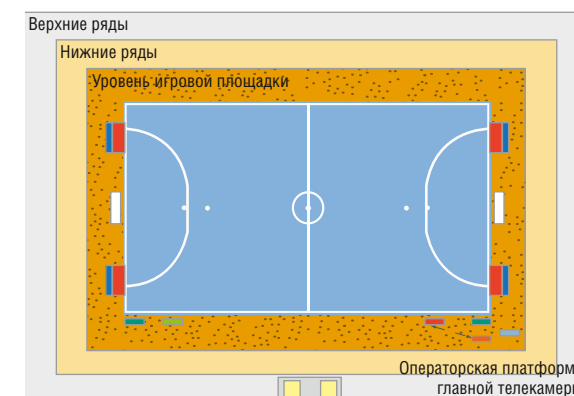 Верхние ряды
Нижние ряды
Уровень игровой площадки
Операторская платформ
главной телекамеры